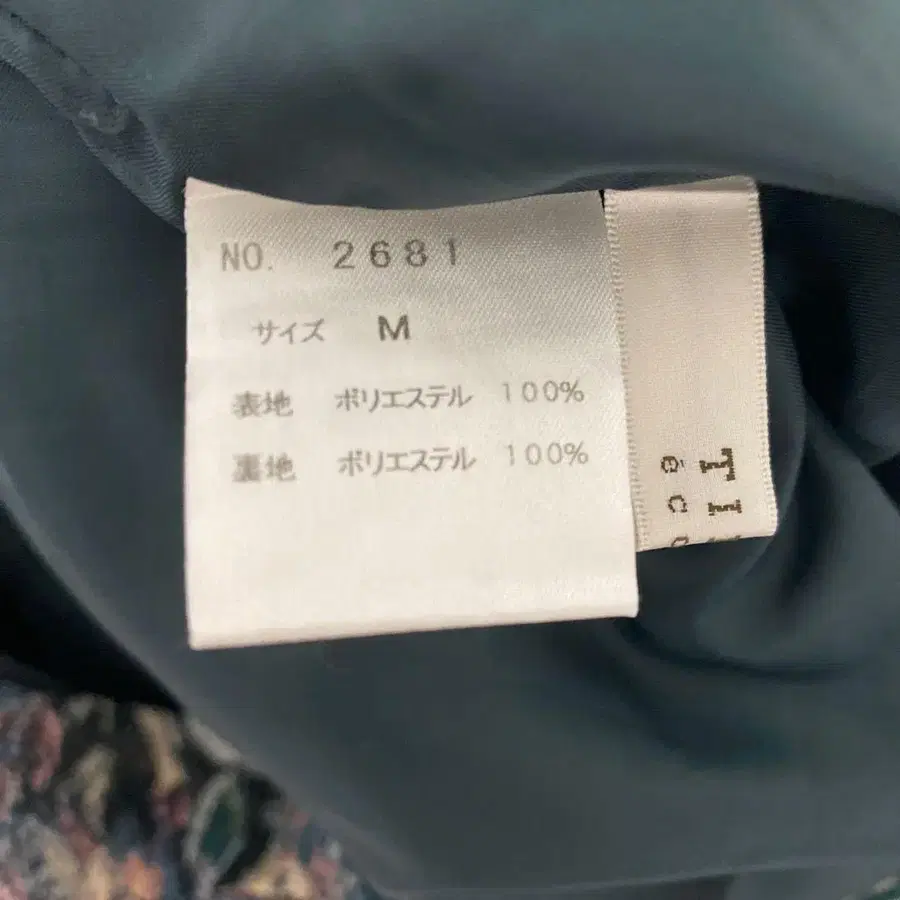 NO. 2681
サイズ M
表地 ポリエステル 100%
裏地 ポリエステル 100%